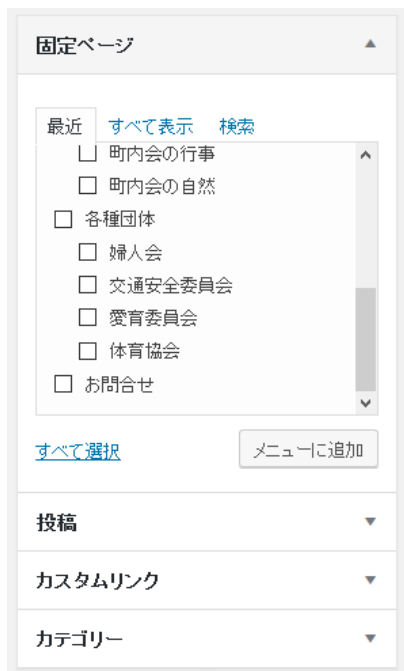 固定ページ
最近 すべて表示 検索
町内会の行事
町内会の自然
各種団体
婦人会
交通安全委員会
愛育委員会
体育協会
お問合せ
すべて選択 メニューに追加
投稿
カスタムリンク
カテゴリー